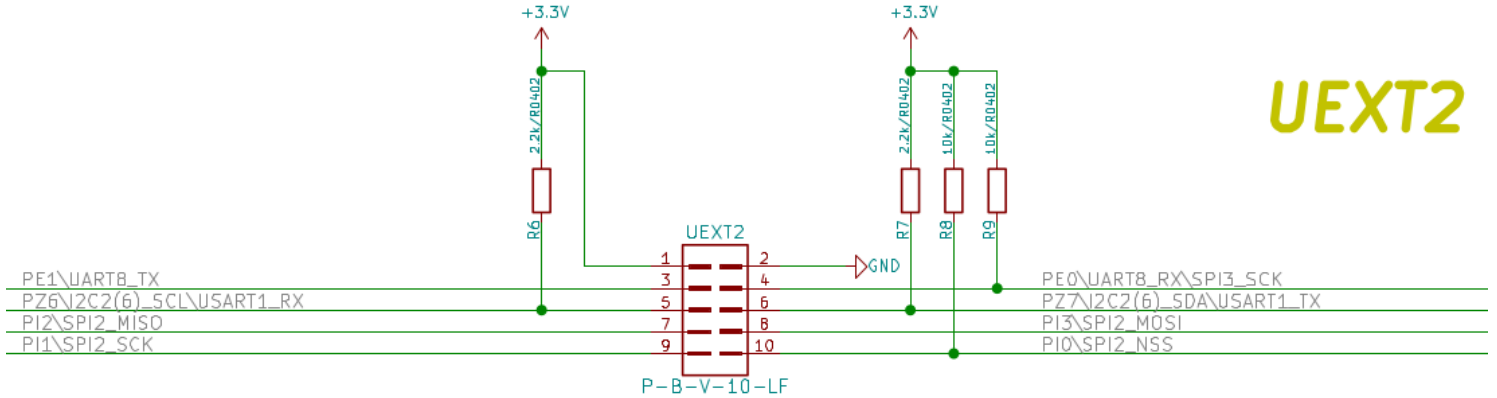 +3.3V
+3.3V
2.2k/R0402
2.2k/R0402
10k/R0402
10k/R0402
UEXT2
R6
R7
R8
R9
UEXT2
1
2
GND
PE1\UART8_TX
3
4
PE0\UART8_RX\SPI3_SCK
PZ6\I2C2(6)_SCL\USART1_RX
5
6
PZ7\I2C2(6)_SDA\USART1_TX
PI2\SPI2_MISO
7
8
PI3\SPI2_MOSI
PI1\SPI2_SCK
9
10
PI0\SPI2_NSS
P-B-V-10-LF